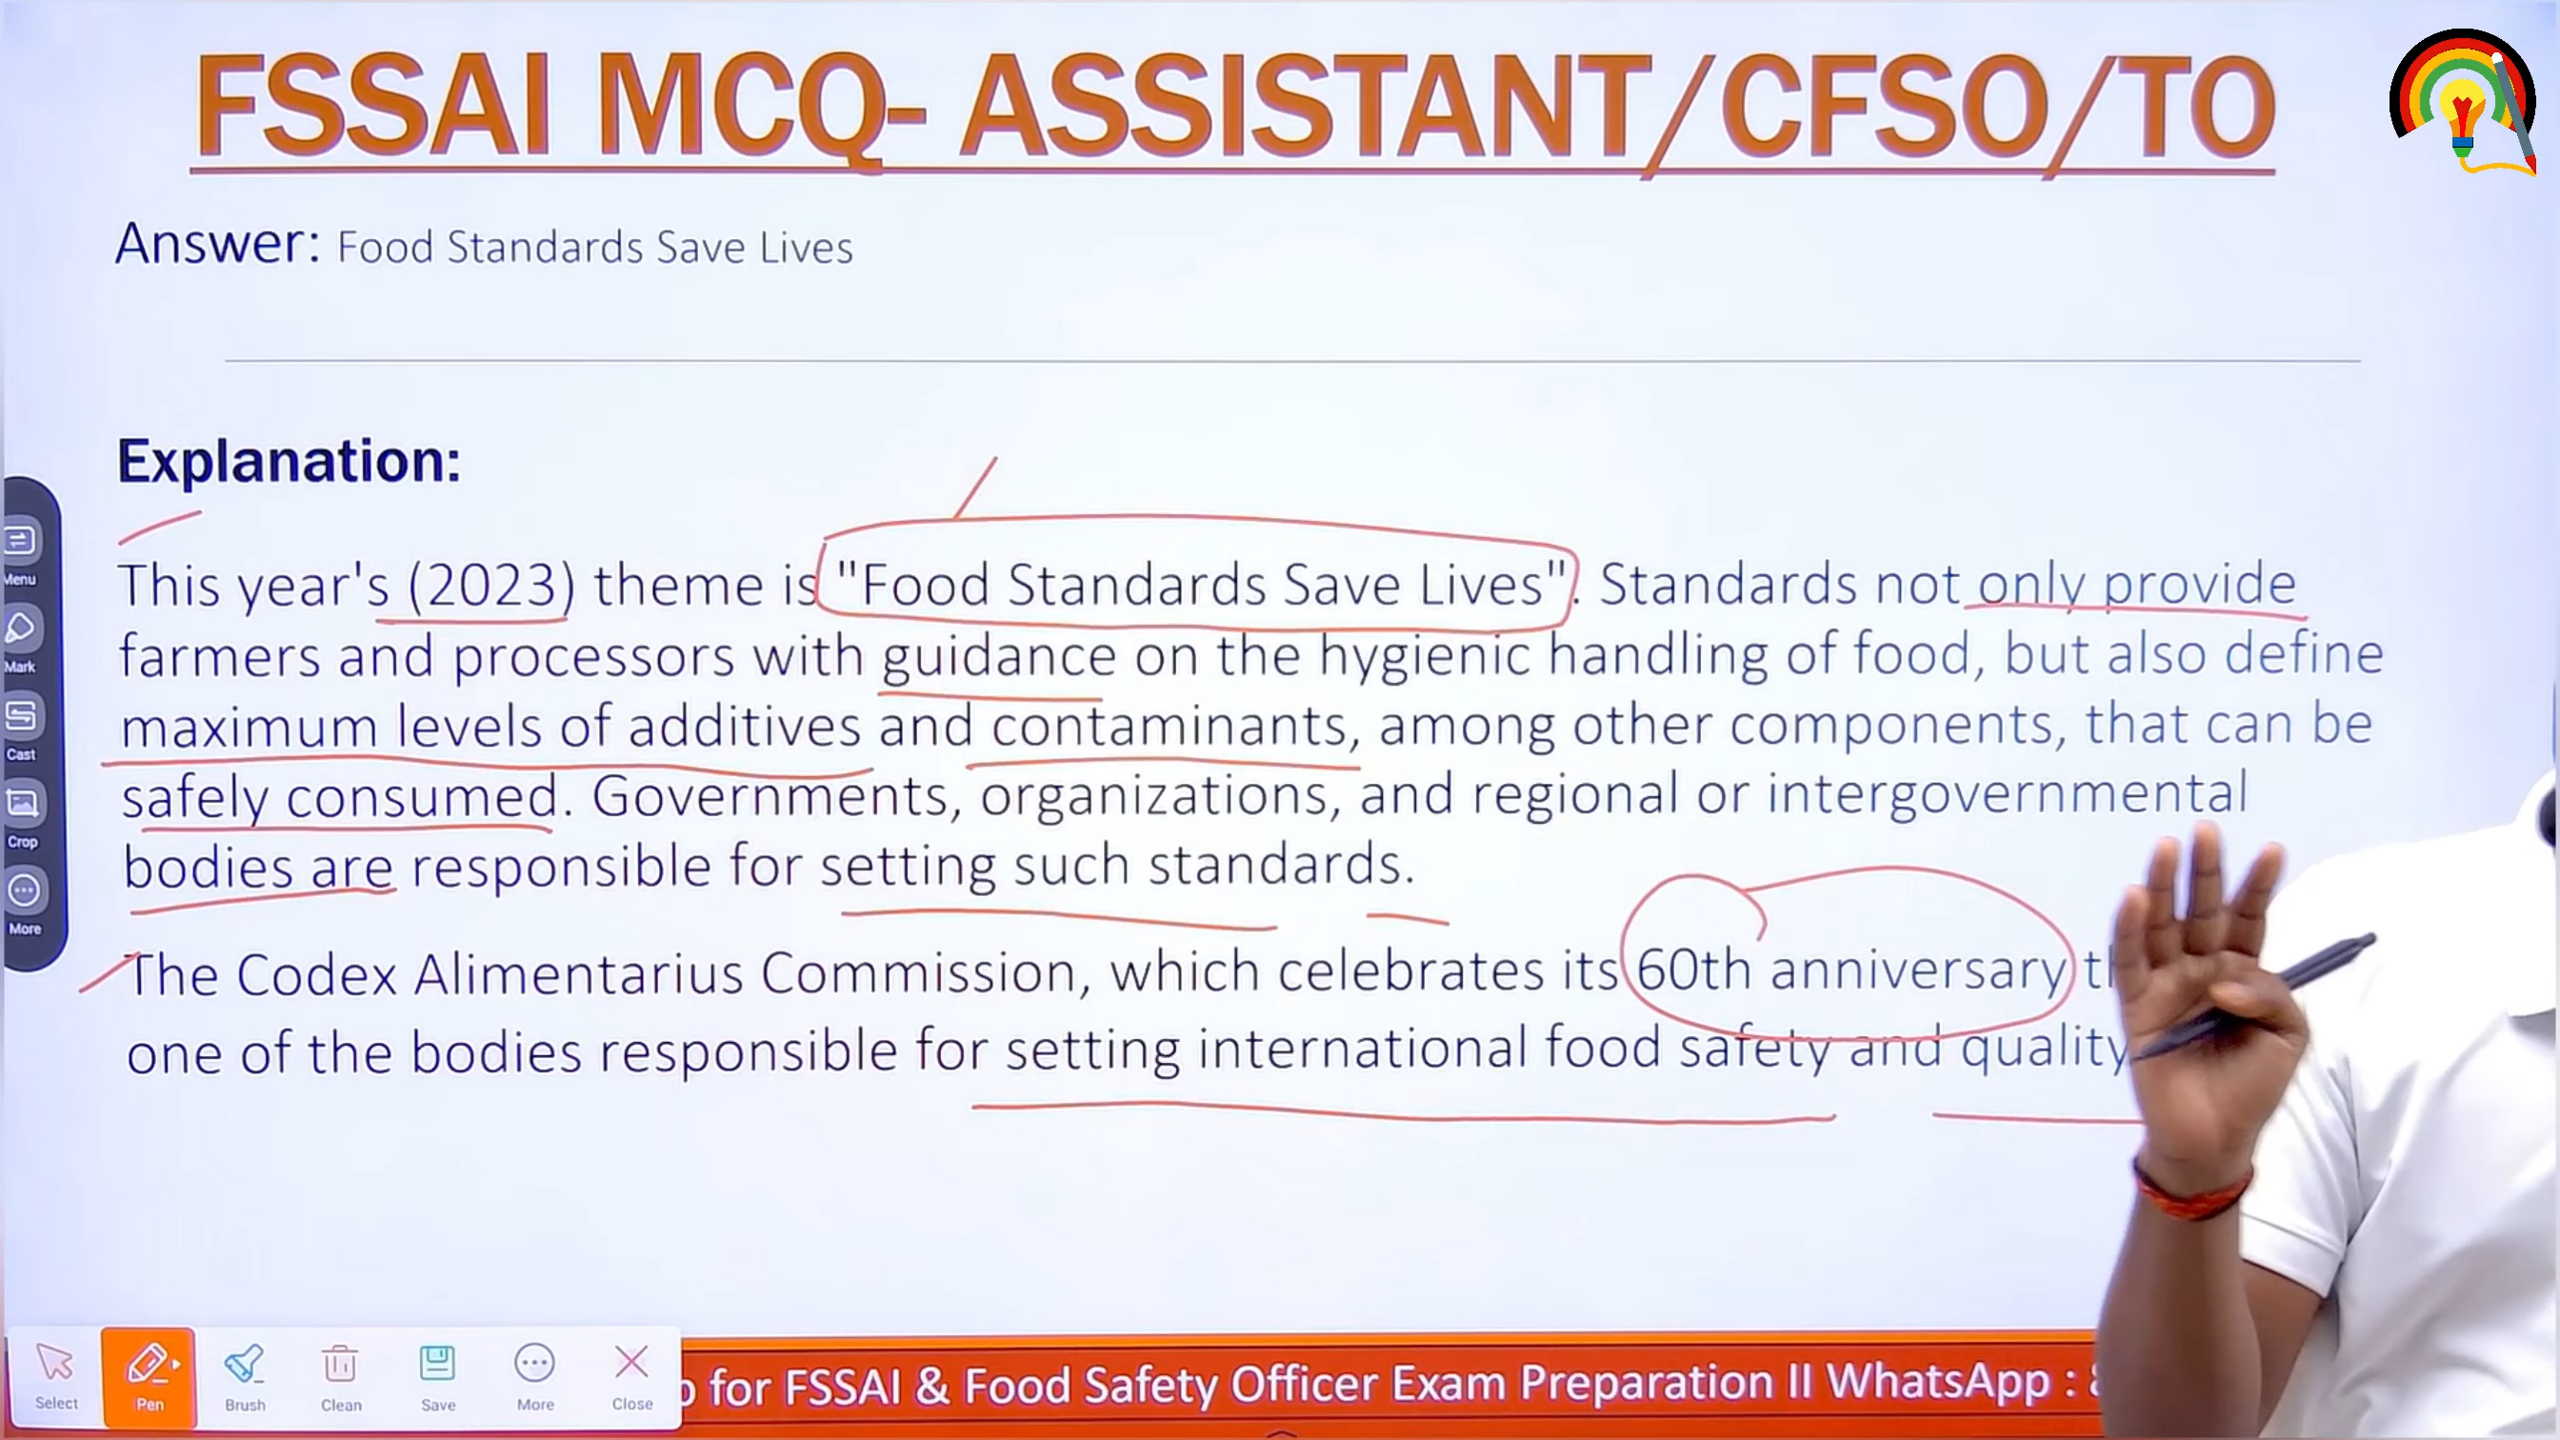 FSSAI MCQ- ASSISTANT/CFSO/TO
Answer: Food Standards Save Lives
Explanation:
This year's (2023) theme is "Food Standards Save Lives". Standards not only provide
farmers and processors with guidance on the hygienic handling of food, but also define
maximum levels of additives and contaminants, among other components, that can be
safely consumed. Governments, organizations, and regional or intergovernmental
bodies are responsible for setting such standards.
The Codex Alimentarius Commission, which celebrates its 60th anniversary
one of the bodies responsible for setting international food safety and quality
Menu
Mark
Cast
Crop
More
Select
Pen
Brush
Clean
Save
More
Close
for FSSAI & Food Safety Officer Exam Preparation II WhatsApp :